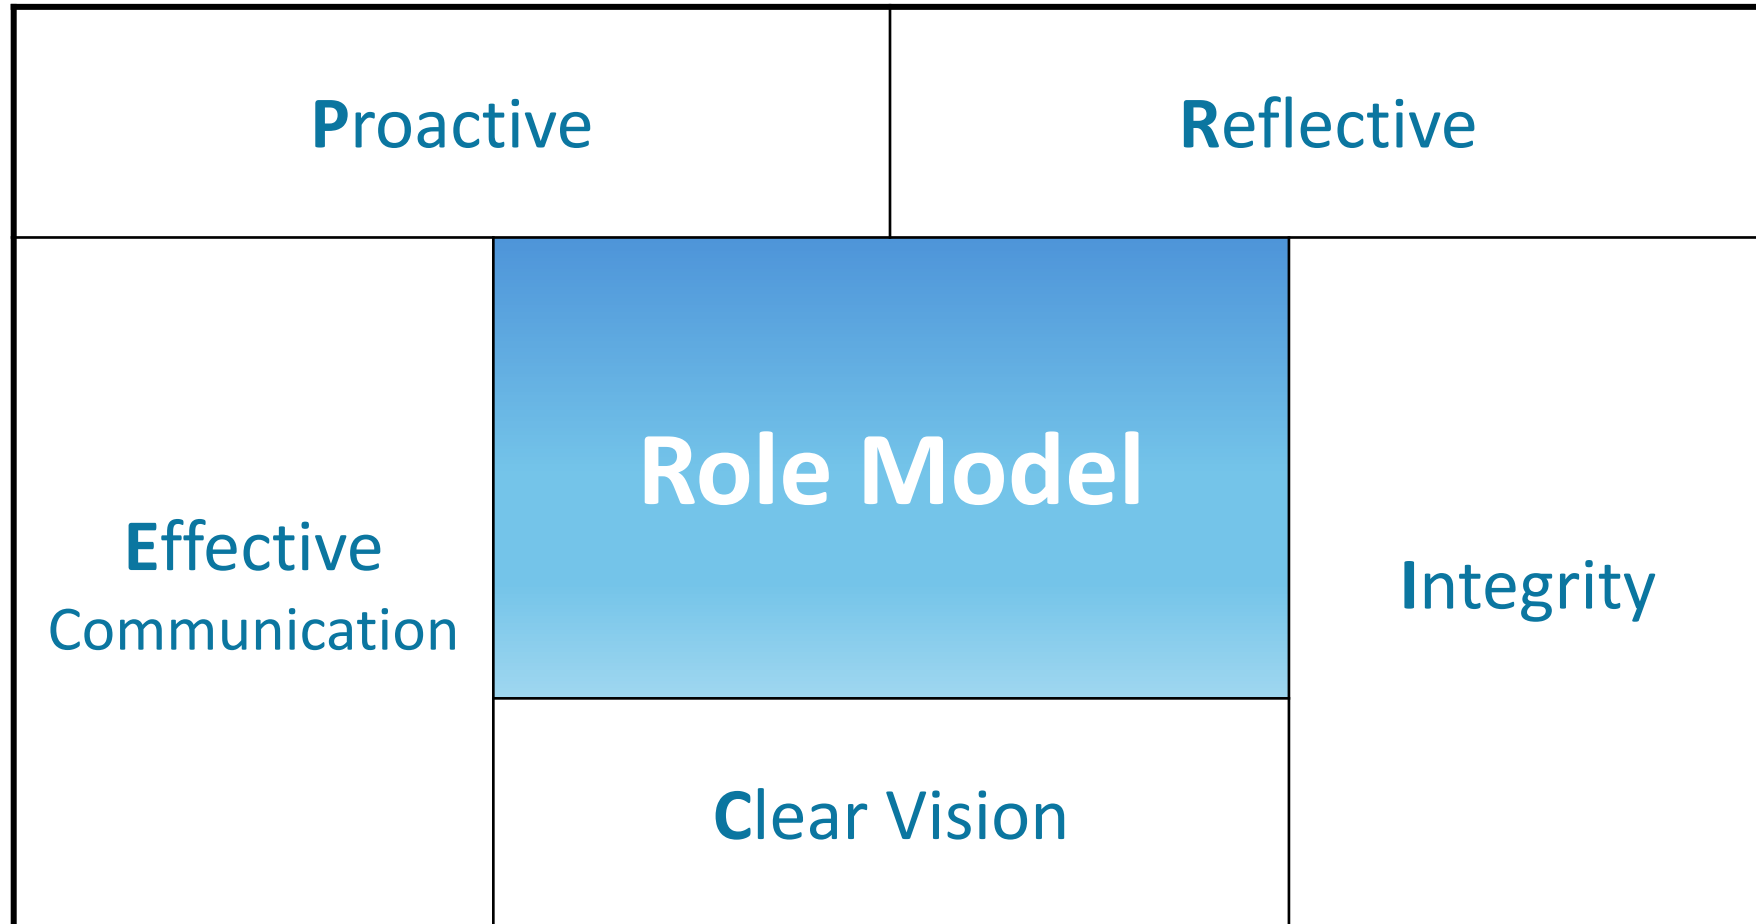 Proactive
Reflective
Role Model
Effective
Communication
Integrity
Clear Vision